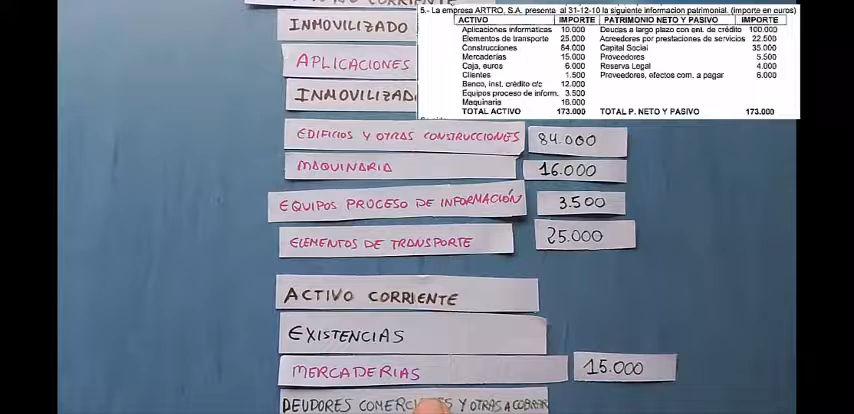 INMOVILIZADO
APLICACIONES
INMOVILIZAD
EDIFICIOS Y OTRAS CONSTRUCCIONES 84.000
MAQUINARIA 16.000
EQUIPOS PROCESO DE INFORMACIÓN 3.500
ELEMENTOS DE TRANSPORTE 25.000
ACTIVO CORRIENTE
EXISTENCIAS
MERCADERIAS 15.000
DEUDORES COMERC ES Y OTRAS A COBRAR
5.- La empresa ARTRO, S.A. presenta al 31-12-10 la siguiente información patrimonial. (importe en euros)
ACTIVO IMPORTE PATRIMONIO NETO Y PASIVO IMPORTE
Aplicaciones informáticas 10.000 Deudas a largo plazo con ent. de crédito 100.000
Elementos de transporte 25.000 Acreedores por prestaciones de servicios 22.500
Construcciones 84.000 Capital Social 35.000
Mercaderías 15.000 Proveedores 5.500
Caja, euros 6.000 Reserva Legal 4.000
Clientes 1.500 Proveedores, efectos com. a pagar 6.000
Banco, inst. crédito c/c 12.000
Equipos proceso de inform. 3.500
Maquinaria 16.000
TOTAL ACTIVO 173.000 TOTAL P. NETO Y PASIVO 173.000